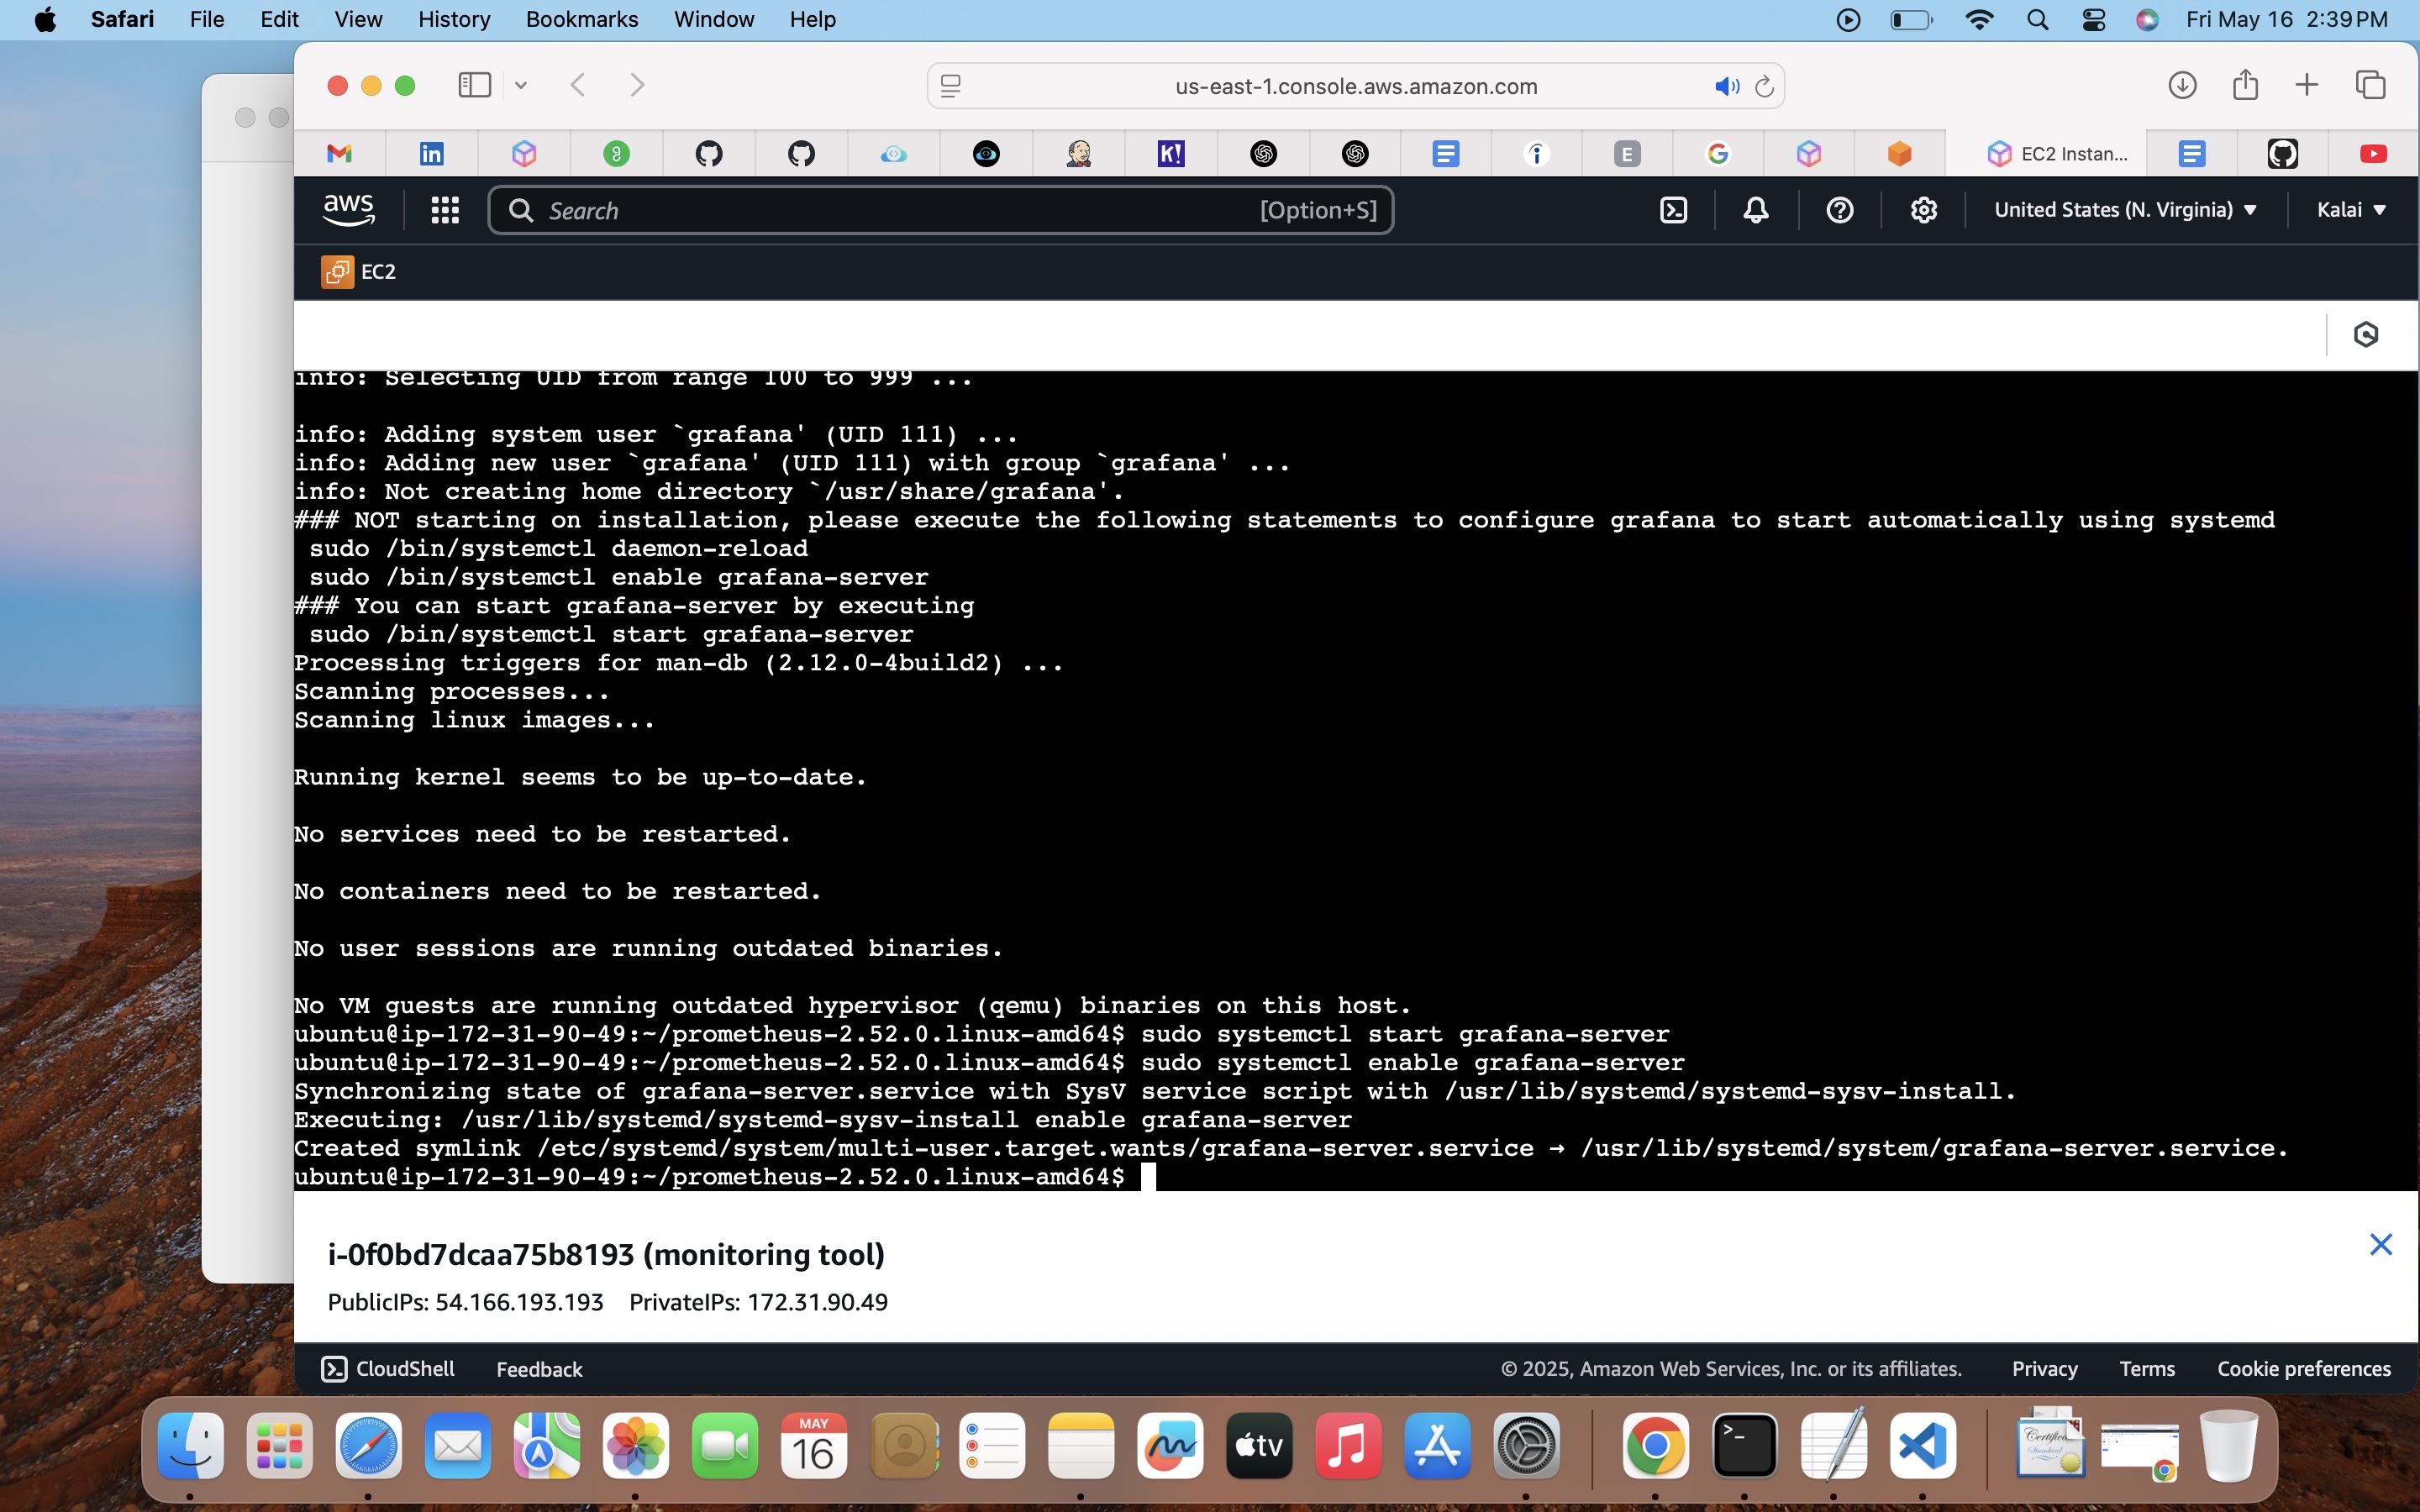 Safari File Edit View History Bookmarks Window Help Fri May 16 2:39 PM
us-east-1.console.aws.amazon.com
in K! E EC2 Instan...
aws Search [Option+S] United States (N. Virginia) Kalai
EC2
info: Selecting UID from range 100 to 999 ...
info: Adding system user `grafana' (UID 111) ...
info: Adding new user `grafana' (UID 111) with group `grafana' ...
info: Not creating home directory `/usr/share/grafana'.
### NOT starting on installation, please execute the following statements to configure grafana to start automatically using systemd
sudo /bin/systemctl daemon-reload
sudo /bin/systemctl enable grafana-server
### You can start grafana-server by executing
sudo /bin/systemctl start grafana-server
Processing triggers for man-db (2.12.0-4build2) ...
Scanning processes...
Scanning linux images...
Running kernel seems to be up-to-date.
No services need to be restarted.
No containers need to be restarted.
No user sessions are running outdated binaries.
No VM guests are running outdated hypervisor (qemu) binaries on this host.
ubuntu@ip-172-31-90-49:~/prometheus-2.52.0.linux-amd64$ sudo systemctl start grafana-server
ubuntu@ip-172-31-90-49:~/prometheus-2.52.0.linux-amd64$ sudo systemctl enable grafana-server
Synchronizing state of grafana-server.service with SysV service script with /usr/lib/systemd/systemd-sysv-install.
Executing: /usr/lib/systemd/systemd-sysv-install enable grafana-server
Created symlink /etc/systemd/system/multi-user.target.wants/grafana-server.service → /usr/lib/systemd/system/grafana-server.service.
ubuntu@ip-172-31-90-49:~/prometheus-2.52.0.linux-amd64$
i-0f0bd7dcaa75b8193 (monitoring tool)
PublicIPs: 54.166.193.193 PrivateIPs: 172.31.90.49
CloudShell Feedback © 2025, Amazon Web Services, Inc. or its affiliates. Privacy Terms Cookie preferences
MAY
16
tv